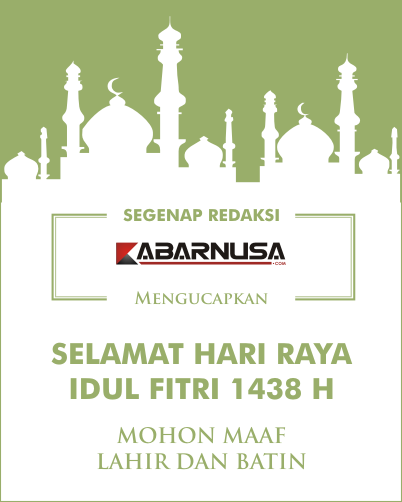 SEGENAP REDAKSI
KABARNUSA
.COM
MENGUCAPKAN
SELAMAT HARI RAYA
IDUL FITRI 1438 H
MOHON MAAF
LAHIR DAN BATIN